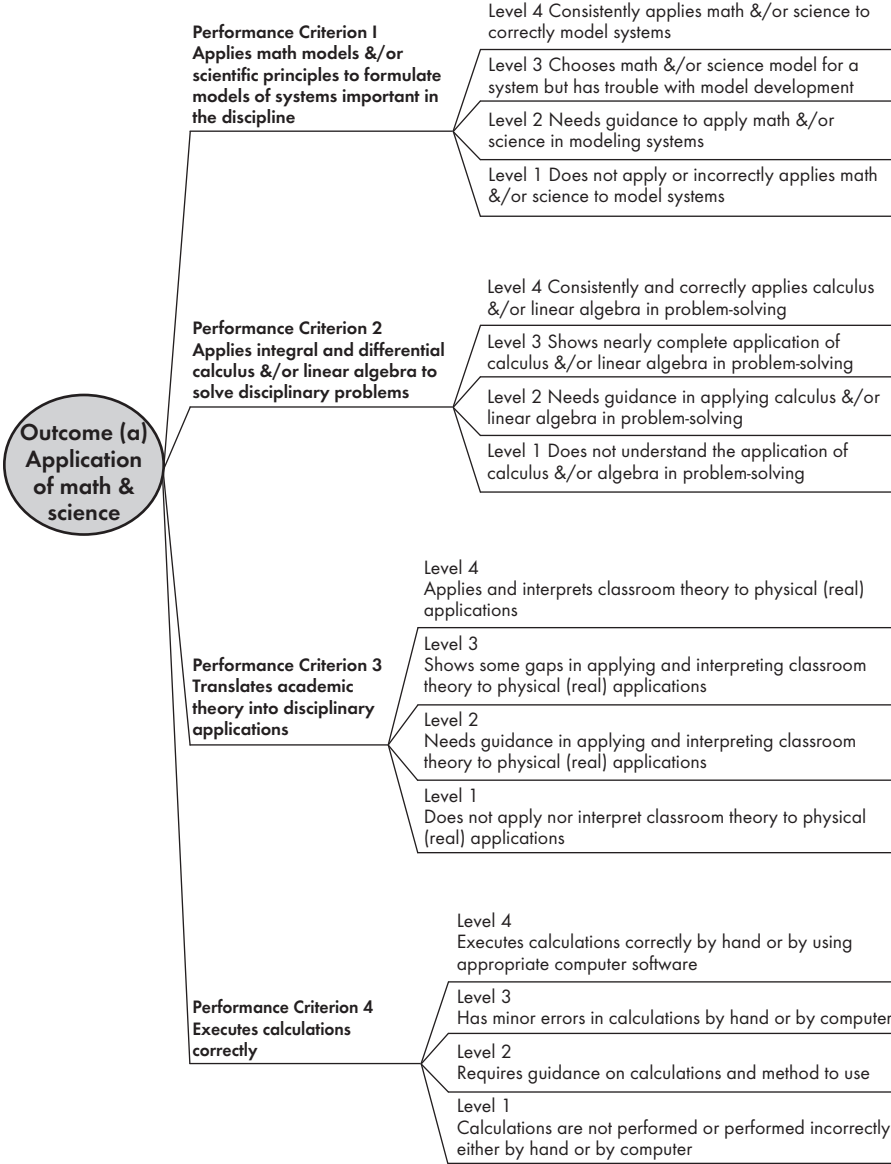 Performance Criterion I
Applies math models &/or
scientific principles to formulate
models of systems important in
the discipline
Level 4 Consistently applies math &/or science to
correctly model systems
Level 3 Chooses math &/or science model for a
system but has trouble with model development
Level 2 Needs guidance to apply math &/or
science in modeling systems
Level 1 Does not apply or incorrectly applies math
&/or science to model systems
Performance Criterion 2
Applies integral and differential
calculus &/or linear algebra to
solve disciplinary problems
Level 4 Consistently and correctly applies calculus
&/or linear algebra in problem-solving
Level 3 Shows nearly complete application of
calculus &/or linear algebra in problem-solving
Level 2 Needs guidance in applying calculus &/or
linear algebra in problem-solving
Level 1 Does not understand the application of
calculus &/or algebra in problem-solving
Outcome (a)
Application
of math &
science
Performance Criterion 3
Translates academic
theory into disciplinary
applications
Level 4
Applies and interprets classroom theory to physical (real)
applications
Level 3
Shows some gaps in applying and interpreting classroom
theory to physical (real) applications
Level 2
Needs guidance in applying and interpreting classroom
theory to physical (real) applications
Level 1
Does not apply nor interpret classroom theory to physical
(real) applications
Performance Criterion 4
Executes calculations
correctly
Level 4
Executes calculations correctly by hand or by using
appropriate computer software
Level 3
Has minor errors in calculations by hand or by computer
Level 2
Requires guidance on calculations and method to use
Level 1
Calculations are not performed or performed incorrectly
either by hand or by computer